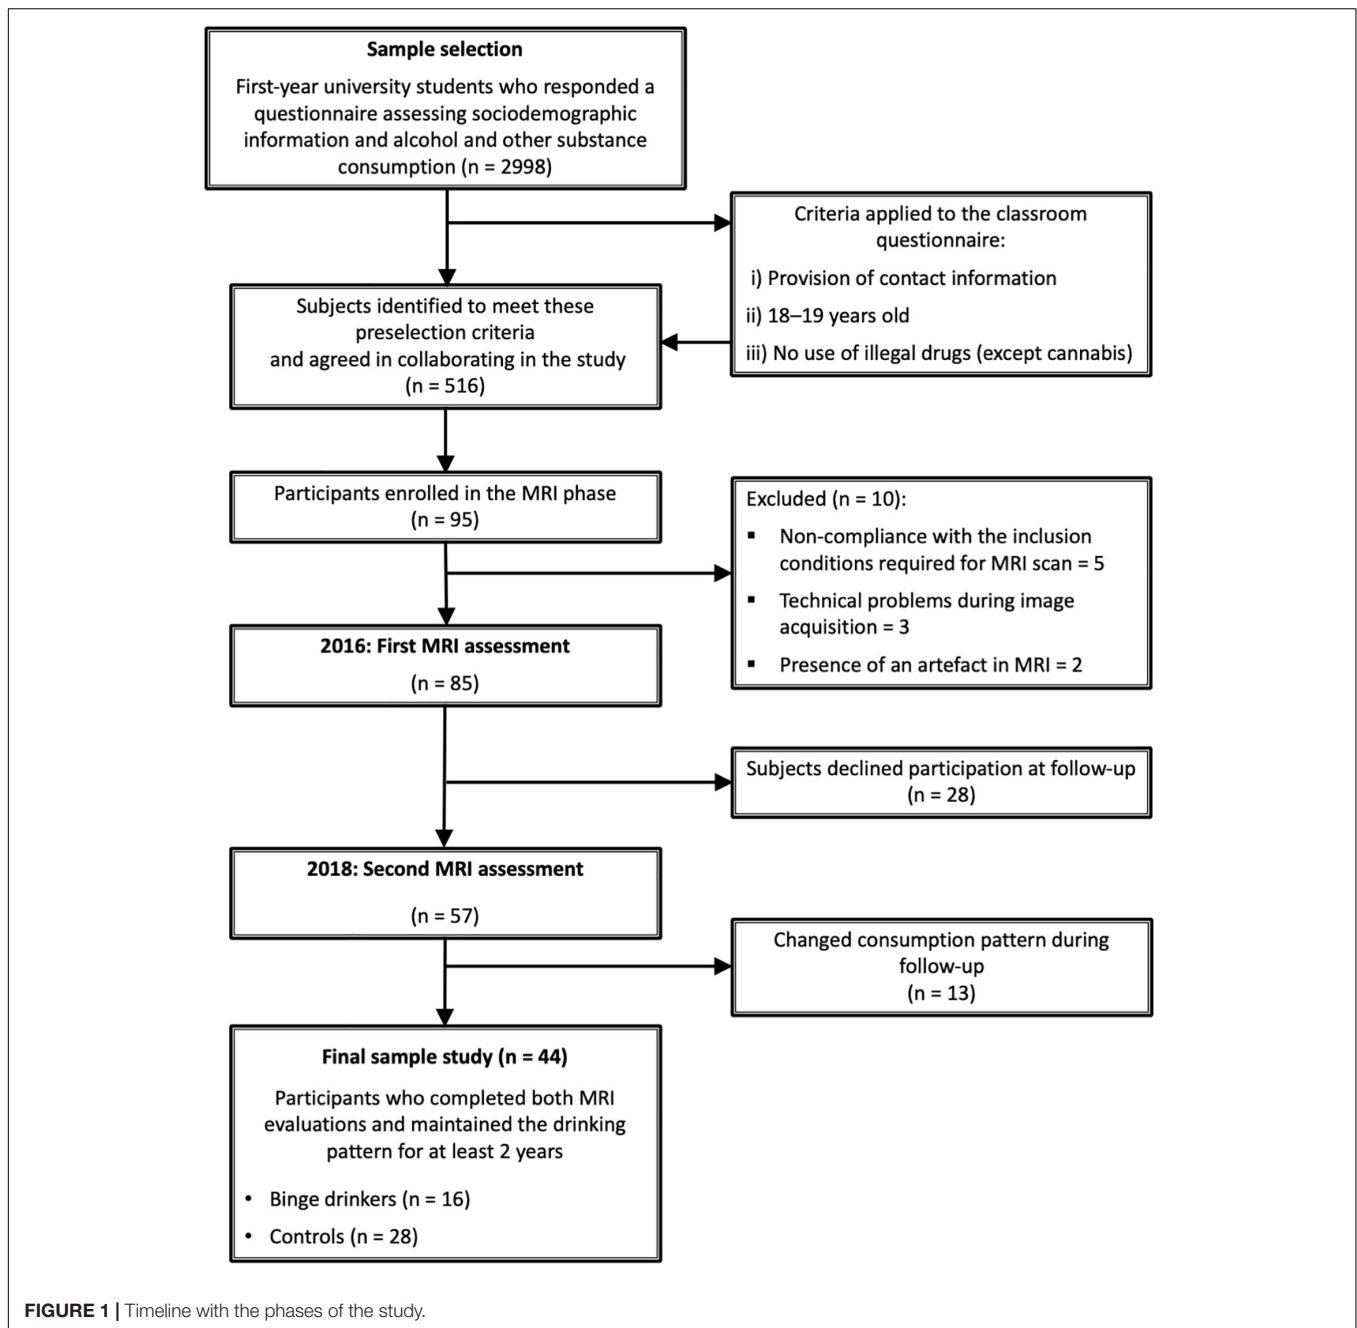 Sample selection
First-year university students who responded a
questionnaire assessing sociodemographic
information and alcohol and other substance
consumption (n = 2998)
Criteria applied to the classroom
questionnaire:
i) Provision of contact information
ii) 18–19 years old
iii) No use of illegal drugs (except cannabis)
Subjects identified to meet these
preselection criteria
and agreed in collaborating in the study
(n = 516)
Participants enrolled in the MRI phase
(n = 95)
Excluded (n = 10):
▪ Non-compliance with the inclusion
conditions required for MRI scan = 5
▪ Technical problems during image
acquisition = 3
▪ Presence of an artefact in MRI = 2
2016: First MRI assessment
(n = 85)
Subjects declined participation at follow-up
(n = 28)
2018: Second MRI assessment
(n = 57)
Changed consumption pattern during
follow-up
(n = 13)
Final sample study (n = 44)
Participants who completed both MRI
evaluations and maintained the drinking
pattern for at least 2 years
• Binge drinkers (n = 16)
• Controls (n = 28)
FIGURE 1 | Timeline with the phases of the study.